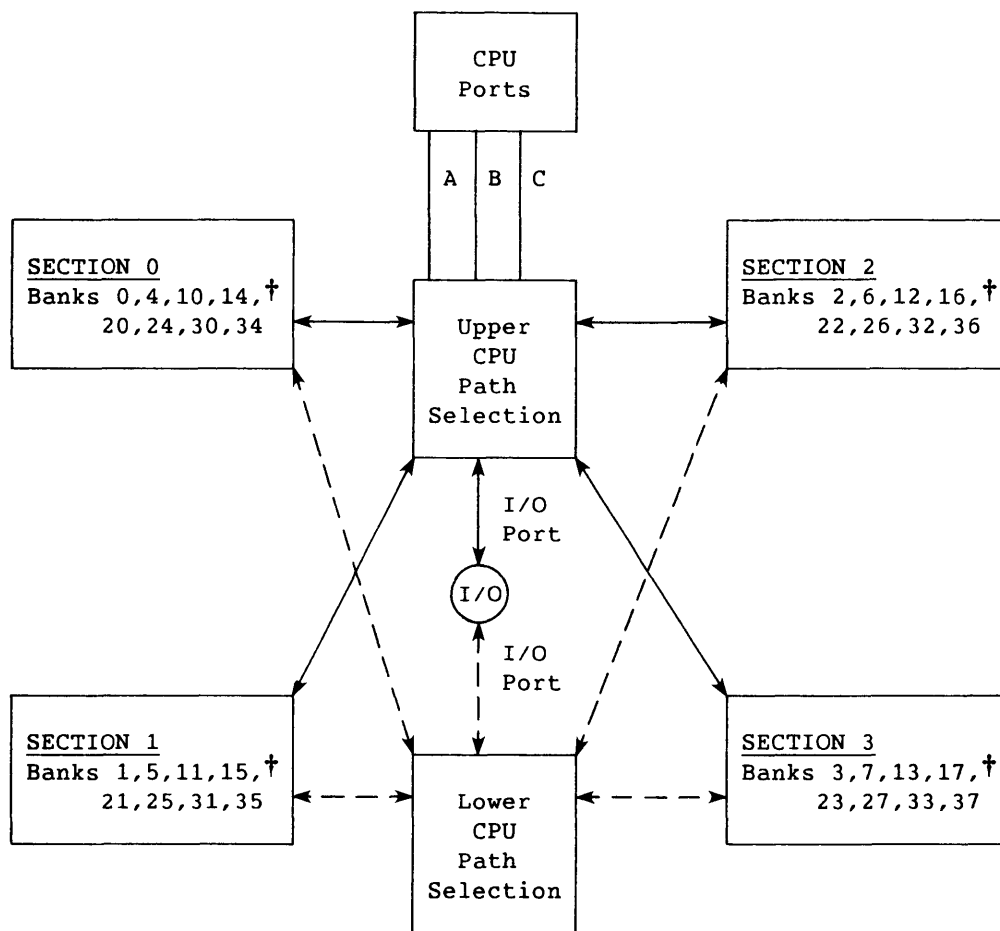 CPU
Ports
A B C
SECTION 0
Banks 0,4,10,14,†
20,24,30,34
SECTION 2
Banks 2,6,12,16,†
22,26,32,36
Upper
CPU
Path
Selection
I/O
Port
I/O
I/O
Port
SECTION 1
Banks 1,5,11,15,†
21,25,31,35
SECTION 3
Banks 3,7,13,17,†
23,27,33,37
Lower
CPU
Path
Selection